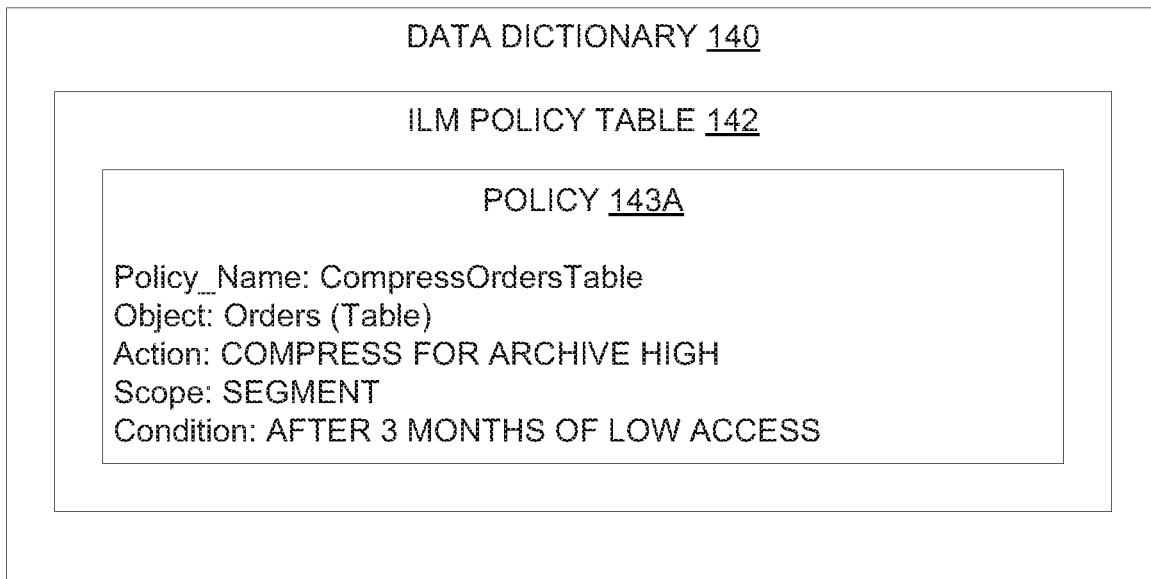 DATA DICTIONARY 140
ILM POLICY TABLE 142
POLICY 143A
Policy_Name: CompressOrdersTable
Object: Orders (Table)
Action: COMPRESS FOR ARCHIVE HIGH
Scope: SEGMENT
Condition: AFTER 3 MONTHS OF LOW ACCESS